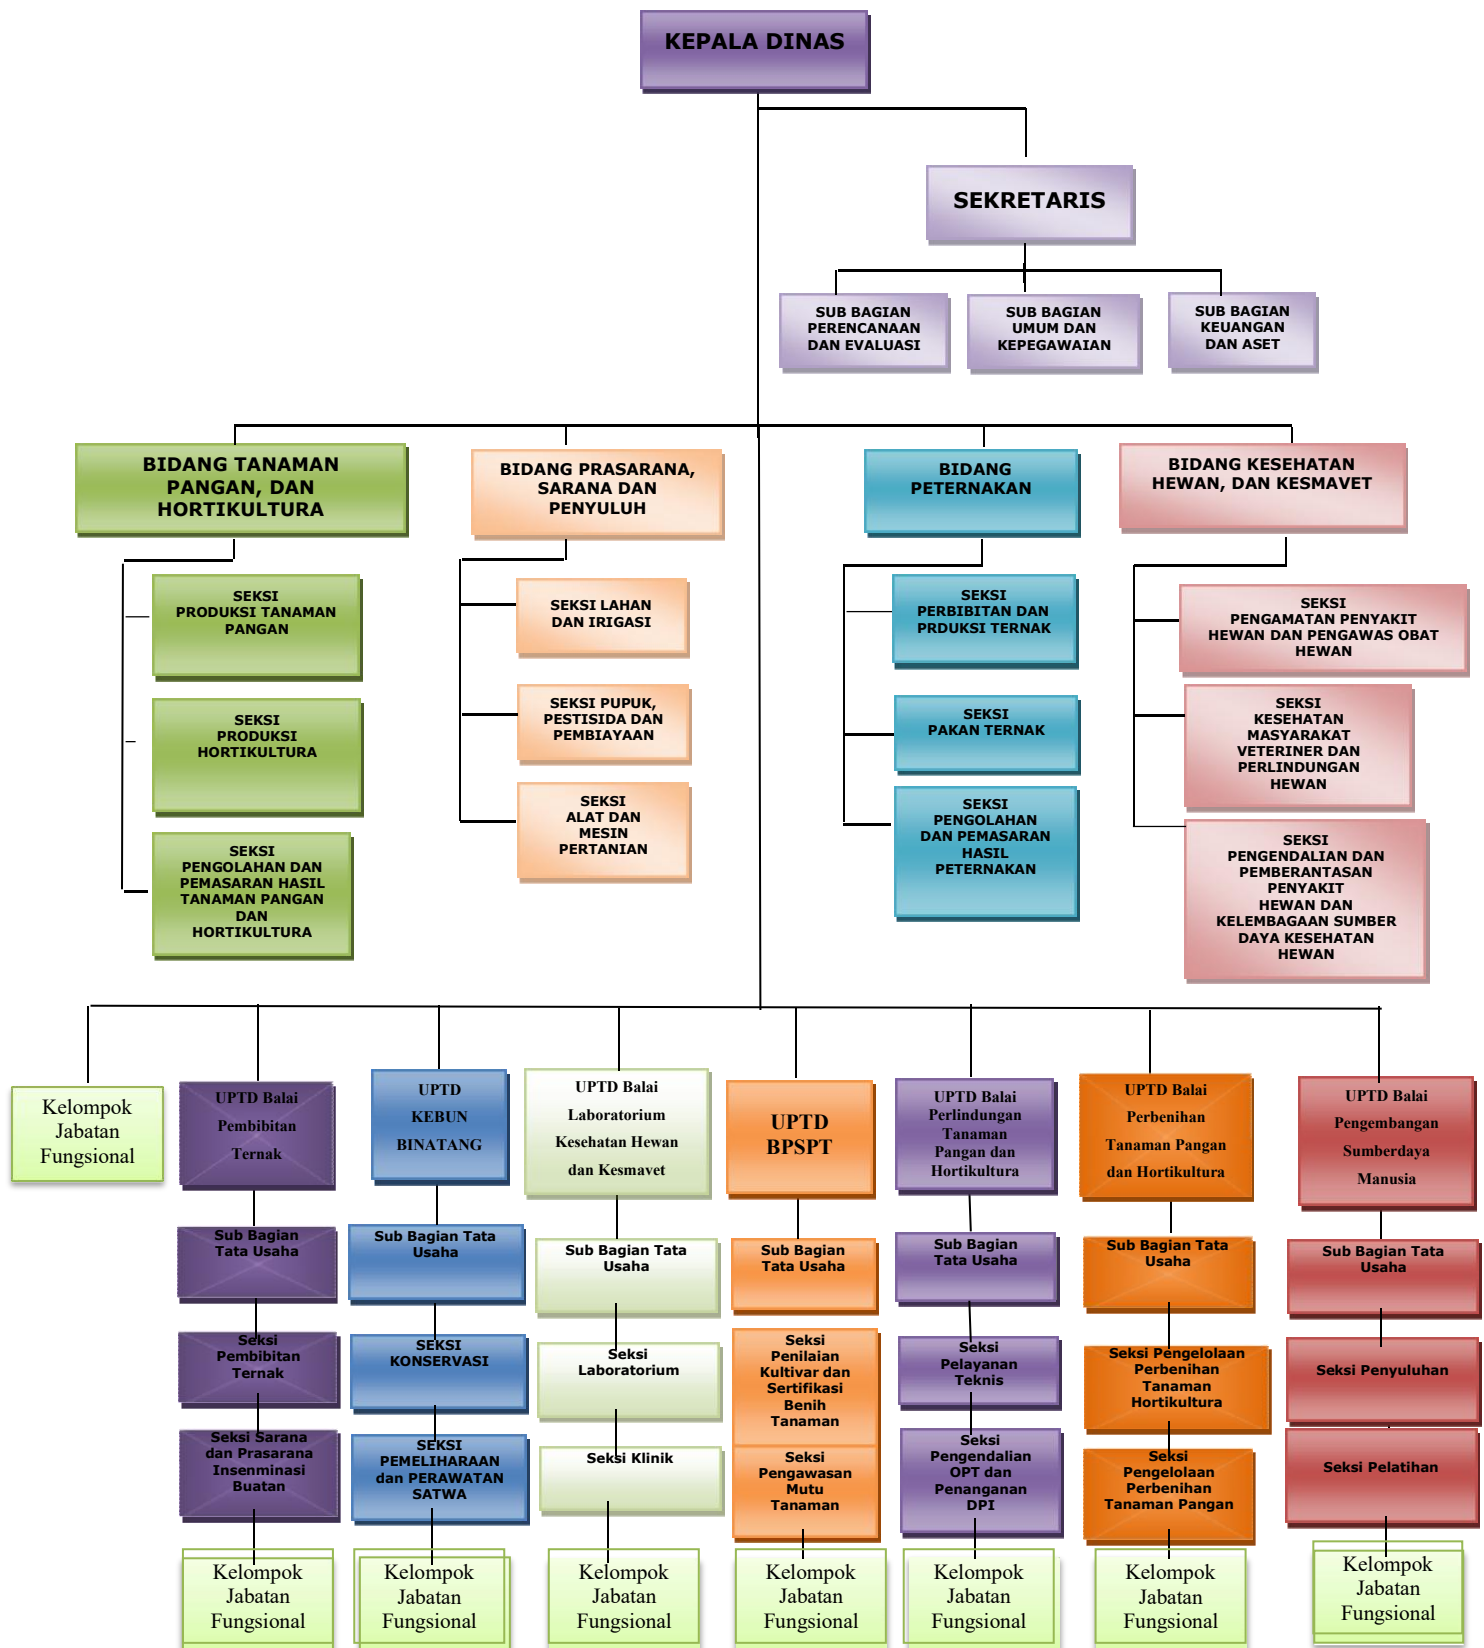 KEPALA DINAS
SEKRETARIS
SUB BAGIAN
PERENCANAAN
DAN EVALUASI
SUB BAGIAN
UMUM DAN
KEPEGAWAIAN
SUB BAGIAN
KEUANGAN
DAN ASET
BIDANG TANAMAN
PANGAN, DAN
HORTIKULTURA
BIDANG PRASARANA,
SARANA DAN
PENYULUH
BIDANG
PETERNAKAN
BIDANG KESEHATAN
HEWAN, DAN KESMAVET
SEKSI
PRODUKSI TANAMAN
PANGAN
SEKSI
PRODUKSI
HORTIKULTURA
SEKSI
PENGOLAHAN DAN
PEMASARAN HASIL
TANAMAN PANGAN
DAN
HORTIKULTURA
SEKSI LAHAN
DAN IRIGASI
SEKSI PUPUK,
PESTISIDA DAN
PEMBIAYAAN
SEKSI
ALAT DAN
MESIN
PERTANIAN
SEKSI
PERBIBITAN DAN
PRDUKSI TERNAK
SEKSI
PAKAN TERNAK
SEKSI
PENGOLAHAN
DAN PEMASARAN
HASIL
PETERNAKAN
SEKSI
PENGAMATAN PENYAKIT
HEWAN DAN PENGAWAS OBAT
HEWAN
SEKSI
KESEHATAN
MASYARAKAT
VETERINER DAN
PERLINDUNGAN
HEWAN
SEKSI
PENGENDALIAN DAN
PEMBERANTASAN
PENYAKIT
HEWAN DAN
KELEMBAGAAN SUMBER
DAYA KESEHATAN
HEWAN
Kelompok
Jabatan
Fungsional
UPTD Balai
Pembibitan
Ternak
Sub Bagian
Tata Usaha
Seksi
Pembibitan
Ternak
Seksi Sarana
dan Prasarana
Insenminasi
Buatan
Kelompok
Jabatan
Fungsional
UPTD
KEBUN
BINATANG
Sub Bagian Tata
Usaha
SEKSI
KONSERVASI
SEKSI
PEMELIHARAAN
dan PERAWATAN
SATWA
Kelompok
Jabatan
Fungsional
UPTD Balai
Laboratorium
Kesehatan Hewan
dan Kesmavet
Sub Bagian Tata
Usaha
Seksi
Laboratorium
Seksi Klinik
Kelompok
Jabatan
Fungsional
UPTD
BPSPT
Sub Bagian
Tata Usaha
Seksi
Penilaian
Kultivar dan
Sertifikasi
Benih
Tanaman
Seksi
Pengawasan
Mutu
Tanaman
Kelompok
Jabatan
Fungsional
UPTD Balai
Perlindungan
Tanaman
Pangan dan
Hortikultura
Sub Bagian
Tata Usaha
Seksi
Pelayanan
Teknis
Seksi
Pengendalian
OPT dan
Penanganan
DPI
Kelompok
Jabatan
Fungsional
UPTD Balai
Perbenihan
Tanaman Pangan
dan Hortikultura
Sub Bagian Tata
Usaha
Seksi Pengelolaan
Perbenihan
Tanaman
Hortikultura
Seksi
Pengelolaan
Perbenihan
Tanaman Pangan
Kelompok
Jabatan
Fungsional
UPTD Balai
Pengembangan
Sumberdaya
Manusia
Sub Bagian Tata
Usaha
Seksi Penyuluhan
Seksi Pelatihan
Kelompok
Jabatan
Fungsional